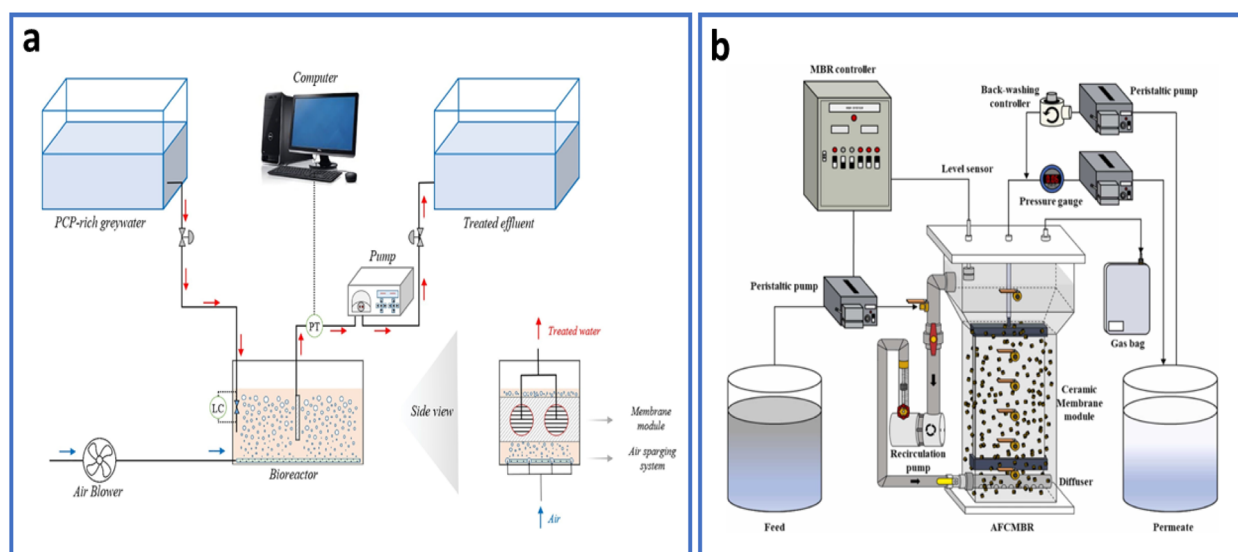 a
Computer
PCP-rich greywater
Treated effluent
Pump
PT
LC
Treated water
Side view
Membrane
module
Air sparging
system
Bioreactor
Air Blower
Air
b
MBR controller
Back-washing
controller
Peristaltic pump
Level sensor
Pressure gauge
Peristaltic pump
Gas bag
Ceramic
Membrane
module
Recirculation
pump
Diffuser
Feed
AFCMBR
Permeate